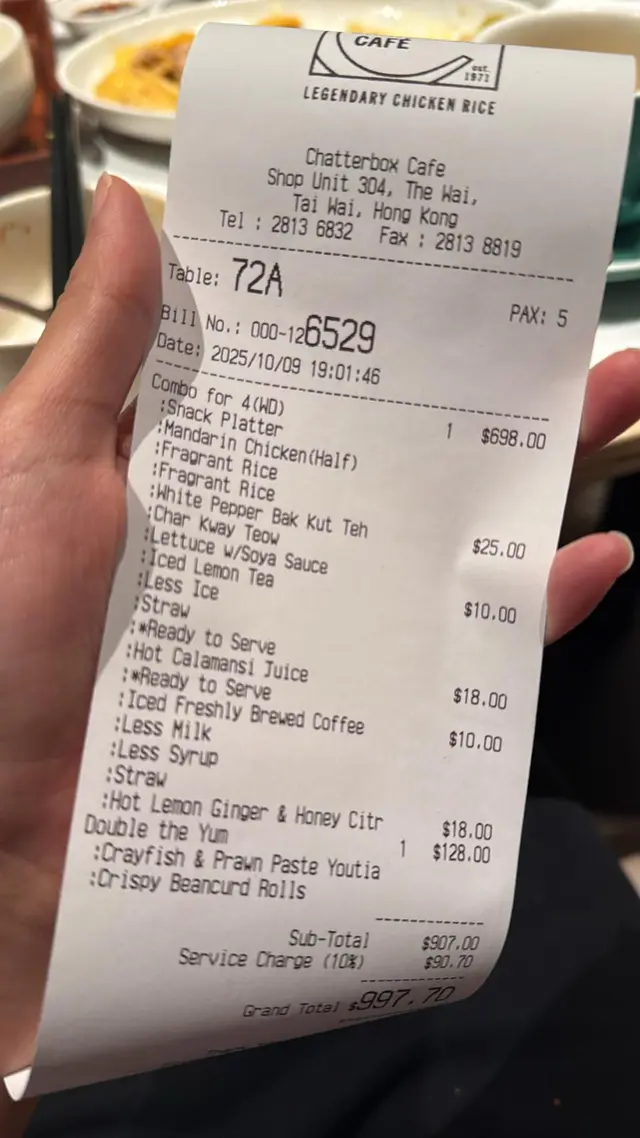 CAFE
est.
1971
LEGENDARY CHICKEN RICE
Chatterbox Cafe
Shop Unit 304, The Wai,
Tai Wai, Hong Kong
Tel : 2813 6832 Fax : 2813 8819
Table: 72A PAX: 5
Bill No.: 000-126529
Date: 2025/10/09 19:01:46
Combo for 4(WD) 1 $698.00
:Snack Platter
:Mandarin Chicken(Half)
:Fragrant Rice
:Fragrant Rice
:White Pepper Bak Kut Teh $25.00
:Char Kway Teow
:Lettuce w/Soya Sauce
:Iced Lemon Tea $10.00
:Less Ice
:Straw
:*Ready to Serve
:Hot Calamansi Juice $18.00
:*Ready to Serve
:Iced Freshly Brewed Coffee $10.00
:Less Milk
:Less Syrup
:Straw
:Hot Lemon Ginger & Honey Citr $18.00
Double the Yum 1 $128.00
:Crayfish & Prawn Paste Youtia
:Crispy Beancurd Rolls
Sub-Total $907.00
Service Charge (10%) $90.70
Grand Total $997.70